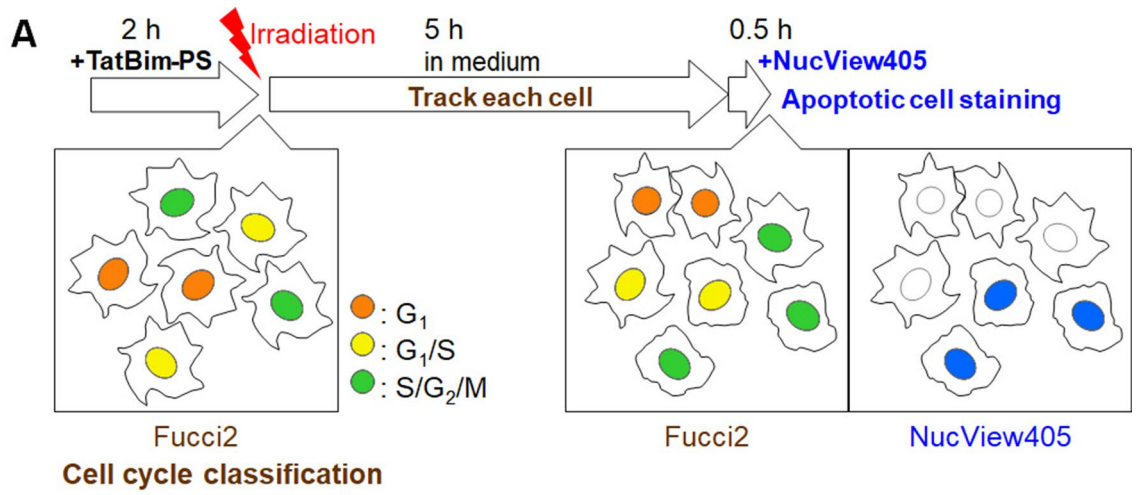 A
2 h
+TatBim-PS
Irradiation
5 h
in medium
Track each cell
0.5 h
+NucView405
Apoptotic cell staining
: G₁
: G₁/S
: S/G₂/M
Fucci2
Cell cycle classification
Fucci2
NucView405